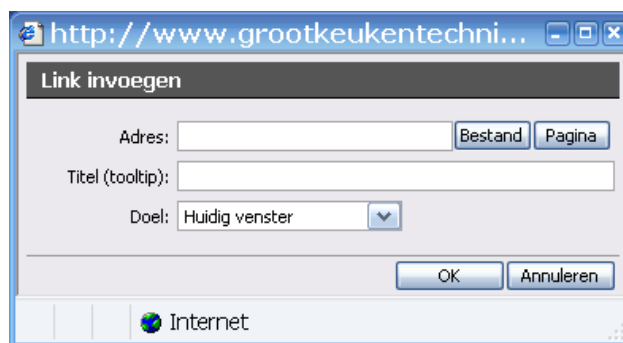 http://www.grootkeukentechni...
Link invoegen
Adres: Bestand Pagina
Titel (tooltip):
Doel: Huidig venster
OK Annuleren
Internet